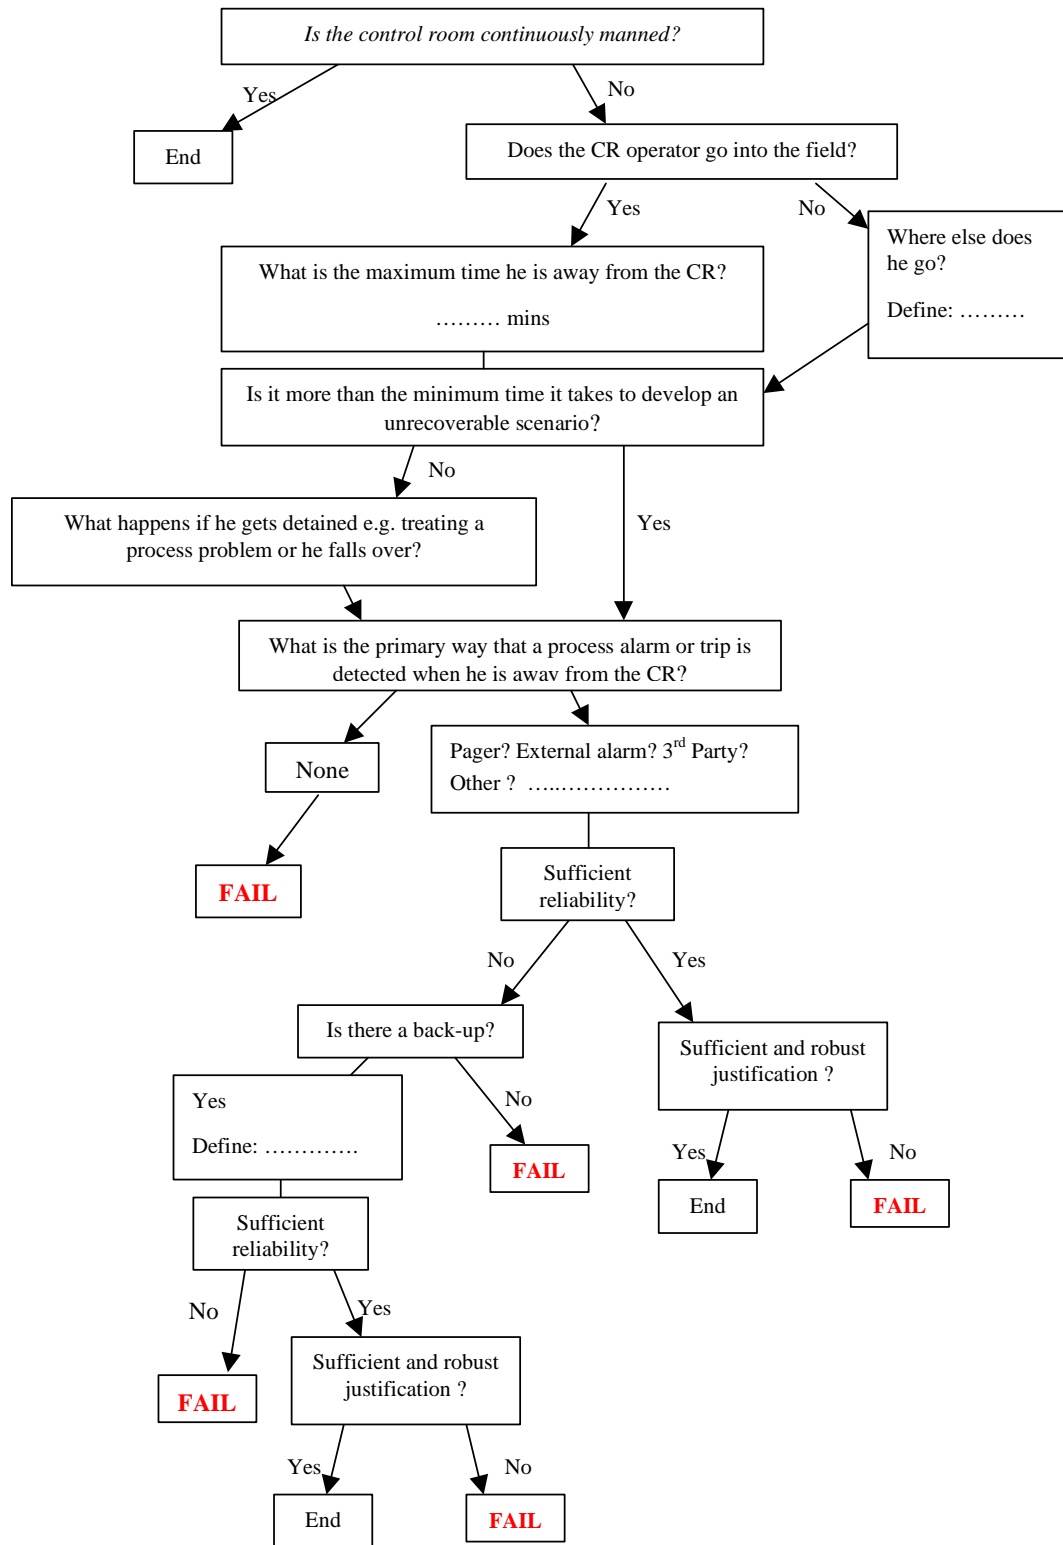 Is the control room continuously manned?
Yes
No
End
Does the CR operator go into the field?
Yes
No
Where else does
he go?
Define: ………
What is the maximum time he is away from the CR?
……… mins
Is it more than the minimum time it takes to develop an
unrecoverable scenario?
No
Yes
What happens if he gets detained e.g. treating a
process problem or he falls over?
What is the primary way that a process alarm or trip is
detected when he is away from the CR?
None
Pager? External alarm? 3rd Party?
Other ? …..……………
FAIL
Sufficient
reliability?
No
Yes
Is there a back-up?
Sufficient and robust
justification ?
Yes
Define: ………….
No
FAIL
Yes
No
End
FAIL
Sufficient
reliability?
No
Yes
FAIL
Sufficient and robust
justification ?
Yes
No
End
FAIL